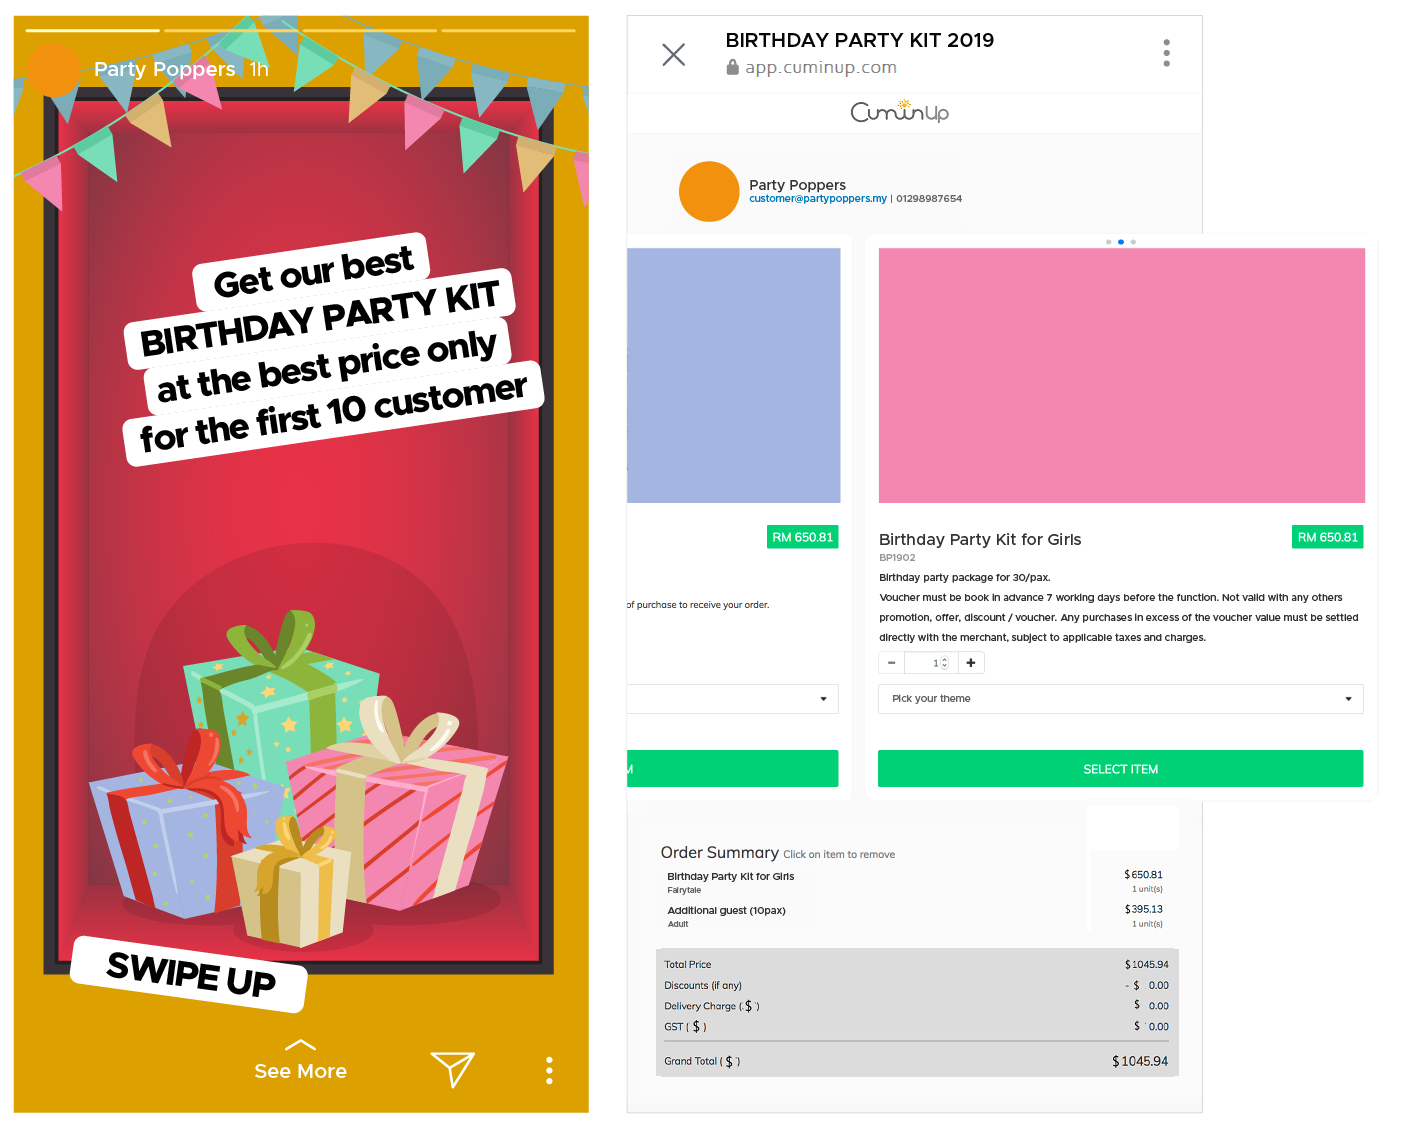 Party Poppers 1h
Get our best
BIRTHDAY PARTY KIT
at the best price only
for the first 10 customer
SWIPE UP
See More
BIRTHDAY PARTY KIT 2019
app.cuminup.com
CuminUp
Party Poppers
customer@partypoppers.my | 01298987654
RM 650.81
of purchase to receive your order.
Birthday Party Kit for Girls RM 650.81
BP1902
Birthday party package for 30/pax.
Voucher must be book in advance 7 working days before the function. Not valid with any others
promotion, offer, discount / voucher. Any purchases in excess of the voucher value must be settled
directly with the merchant, subject to applicable taxes and charges.
- 1 +
Pick your theme
SELECT ITEM
Order Summary Click on item to remove
Birthday Party Kit for Girls $650.81
Fairytale 1 unit(s)
Additional guest (10pax) $395.13
Adult 1 unit(s)
Total Price $1045.94
Discounts (if any) - $ 0.00
Delivery Charge ($) $ 0.00
GST ( $ ) $ 0.00
Grand Total ( $ ) $1045.94